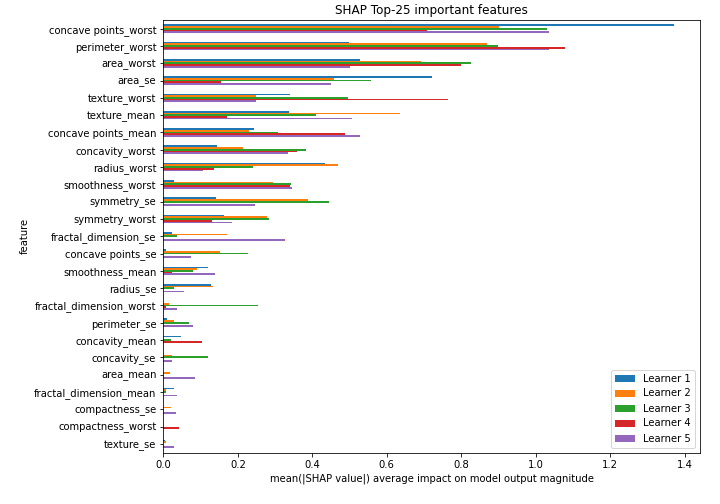 SHAP Top-25 important features
concave points_worst
perimeter_worst
area_worst
area_se
texture_worst
texture_mean
concave points_mean
concavity_worst
radius_worst
smoothness_worst
symmetry_se
symmetry_worst
fractal_dimension_se
concave points_se
smoothness_mean
radius_se
fractal_dimension_worst
perimeter_se
concavity_mean
concavity_se
area_mean
fractal_dimension_mean
compactness_se
compactness_worst
texture_se
feature
Learner 1
Learner 2
Learner 3
Learner 4
Learner 5
0.0 0.2 0.4 0.6 0.8 1.0 1.2 1.4
mean(|SHAP value|) average impact on model output magnitude